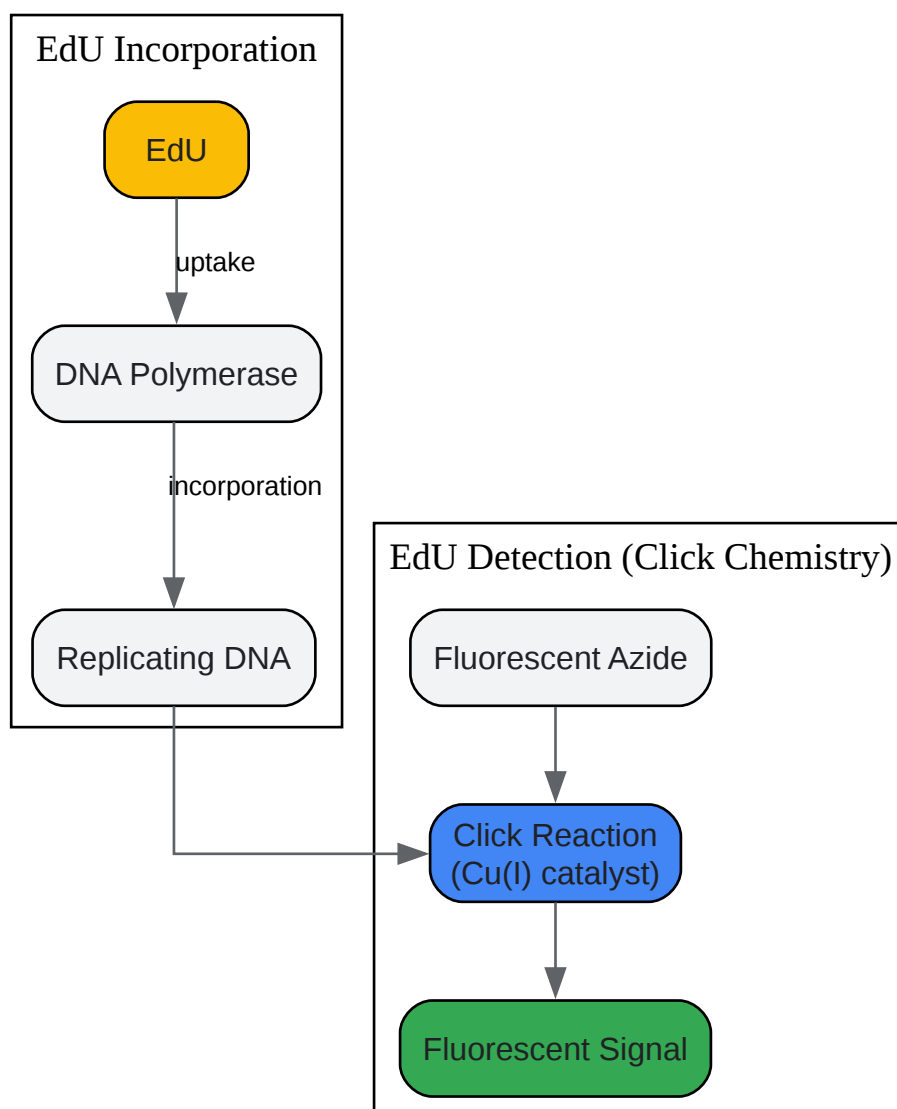 EdU Incorporation
EdU
uptake
DNA Polymerase
incorporation
Replicating DNA
EdU Detection (Click Chemistry)
Fluorescent Azide
Click Reaction
(Cu(I) catalyst)
Fluorescent Signal